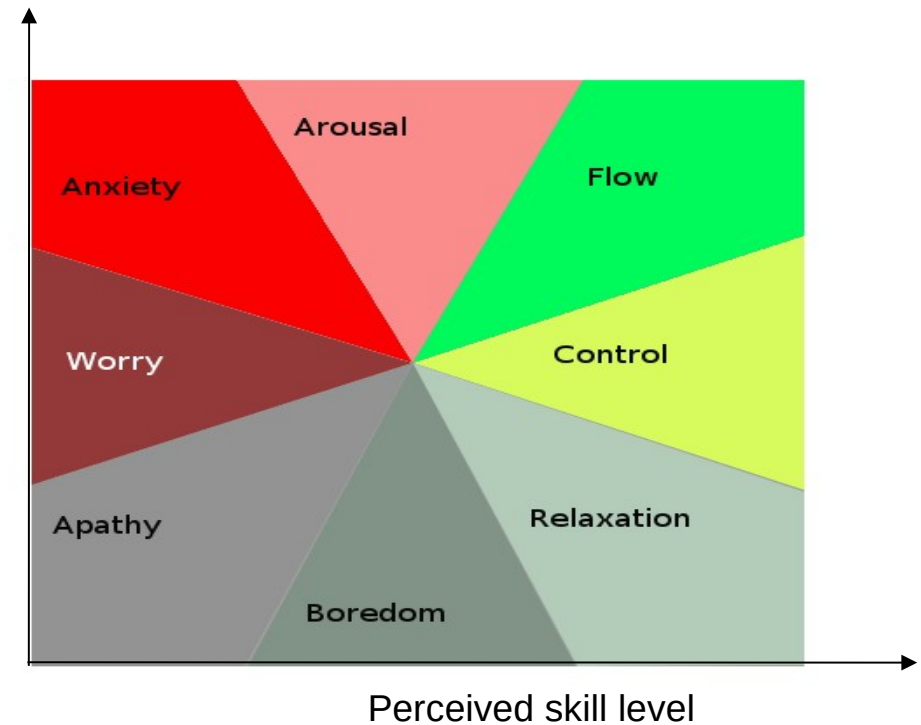 Arousal
Flow
Anxiety
Control
Worry
Relaxation
Apathy
Boredom
Perceived skill level